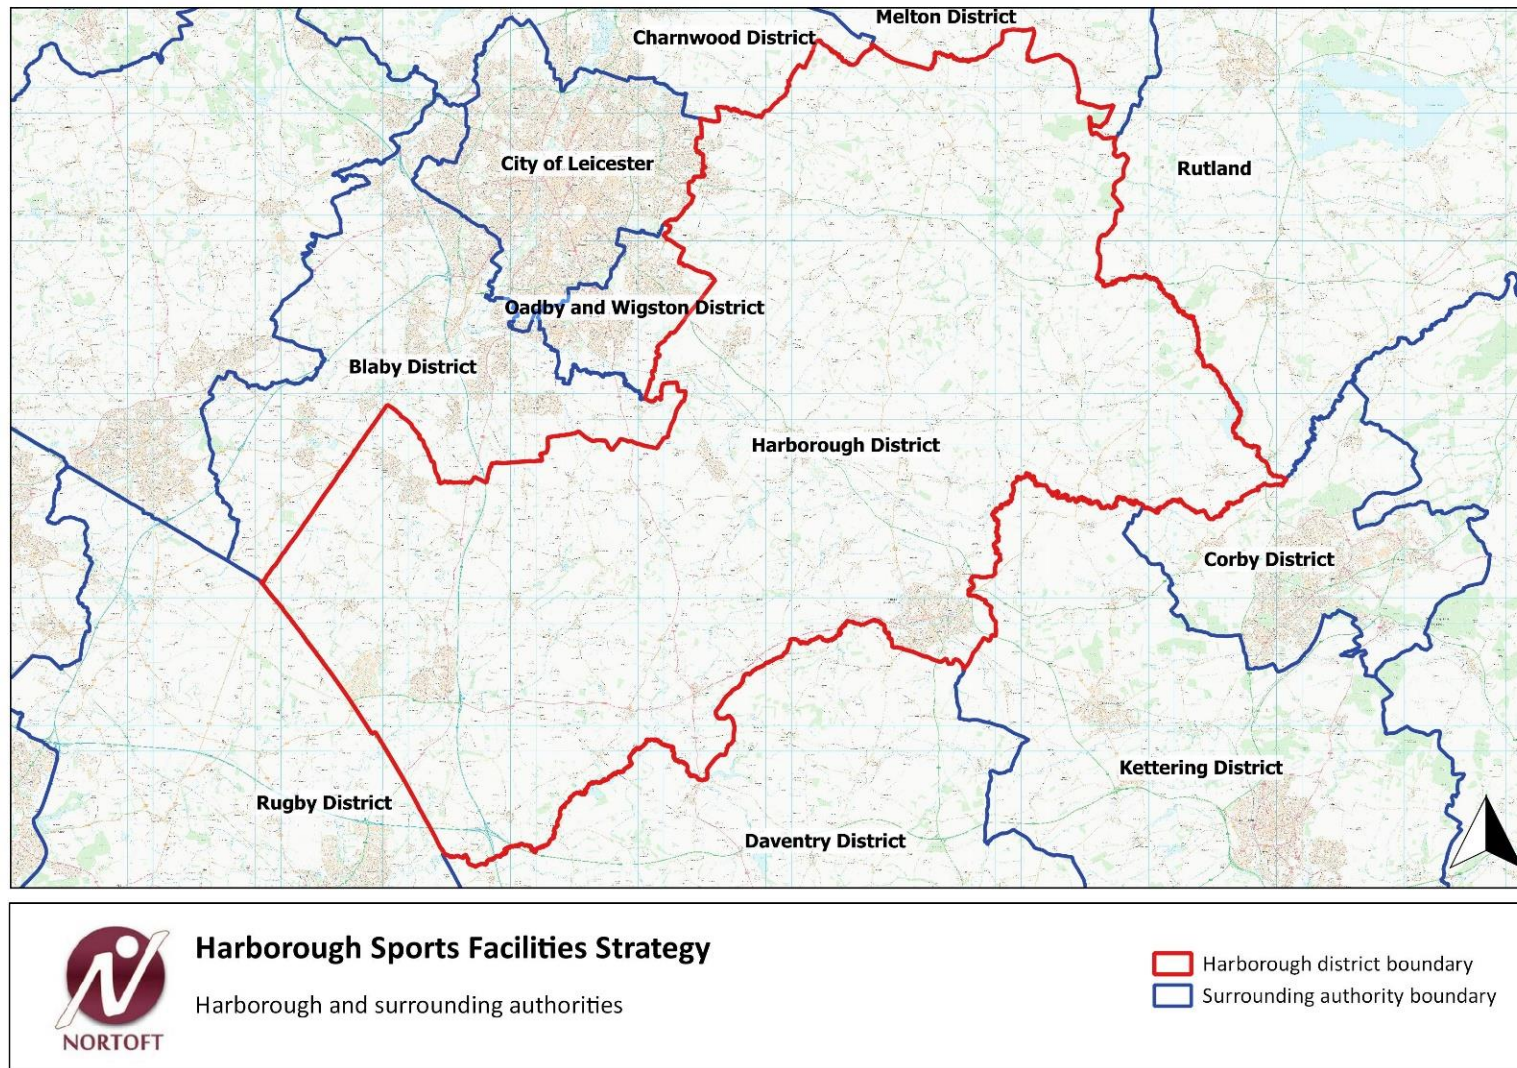 Melton District
Charnwood District
City of Leicester
Rutland
Oadby and Wigston District
Blaby District
Harborough District
Corby District
Kettering District
Rugby District
Daventry District
NORTOFT
Harborough Sports Facilities Strategy
Harborough and surrounding authorities
Harborough district boundary
Surrounding authority boundary